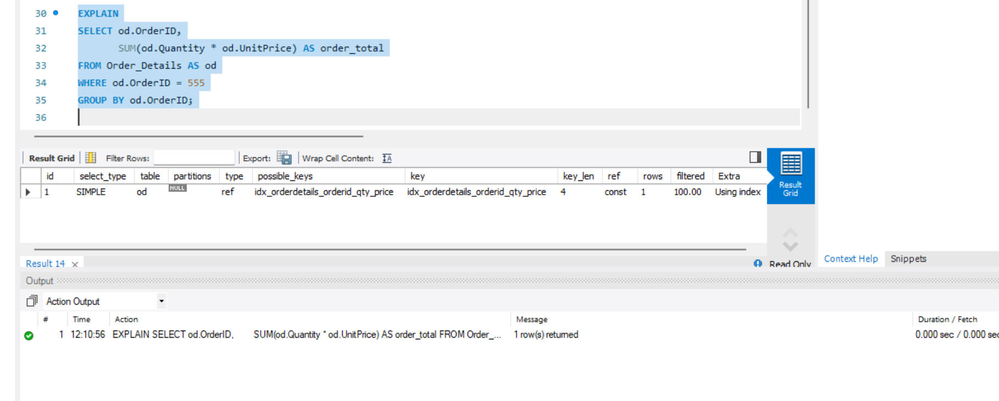 30 EXPLAIN
31 SELECT od.OrderID,
32 SUM(od.Quantity * od.UnitPrice) AS order_total
33 FROM Order_Details AS od
34 WHERE od.OrderID = 555
35 GROUP BY od.OrderID;
36
Result Grid Filter Rows: Export: Wrap Cell Content: IA
id select_type table partitions type possible_keys key key_len ref rows filtered Extra
1 SIMPLE od NULL ref idx_orderdetails_orderid_qty_price idx_orderdetails_orderid_qty_price 4 const 1 100.00 Using index
Result
Grid
Result 14 Read Only Context Help Snippets
Output
Action Output
# Time Action Message Duration / Fetch
1 12:10:56 EXPLAIN SELECT od.OrderID, SUM(od.Quantity * od.UnitPrice) AS order_total FROM Order_... 1 row(s) returned 0.000 sec / 0.000 sec